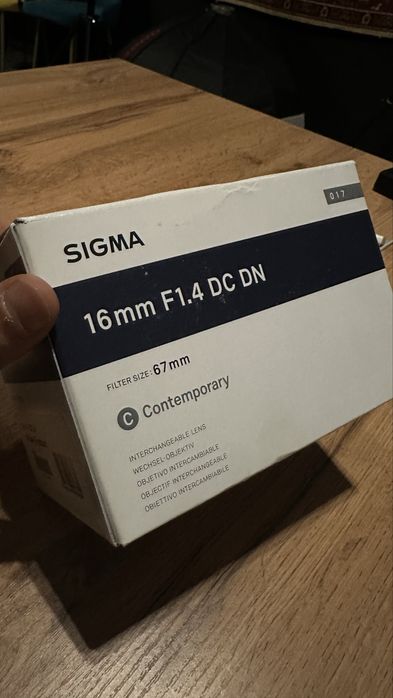 017
SIGMA
16mm F1.4 DC DN
FILTER SIZE: 67mm
C Contemporary
INTERCHANGEABLE LENS
WECHSEL-OBJEKTIV
OBJETIVO INTERCAMBIABLE
OBJECTIF INTERCHANGEABLE
OBIETTIVO INTERCAMBIABILE